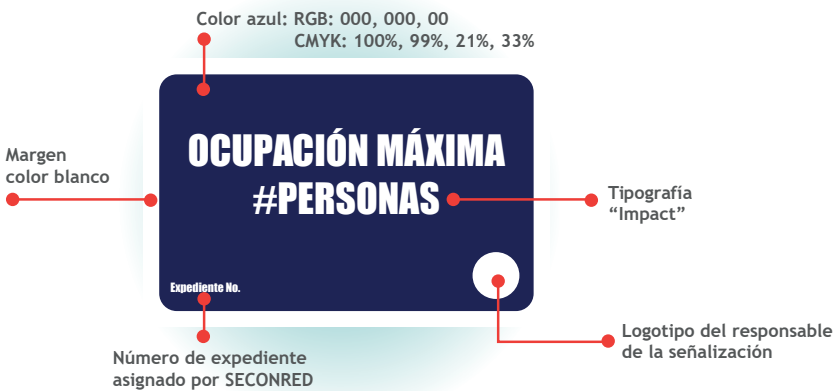 Color azul: RGB: 000, 000, 00
CMYK: 100%, 99%, 21%, 33%
OCUPACIÓN MÁXIMA
#PERSONAS
Margen
color blanco
Tipografía
“Impact”
Expediente No.
Logotipo del responsable
de la señalización
Número de expediente
asignado por SECONRED